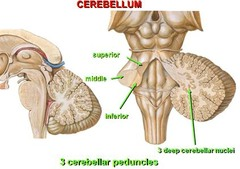 CEREBELLUM
superior
middle
inferior
3 deep cerebellar nuclei
3 cerebellar peduncles